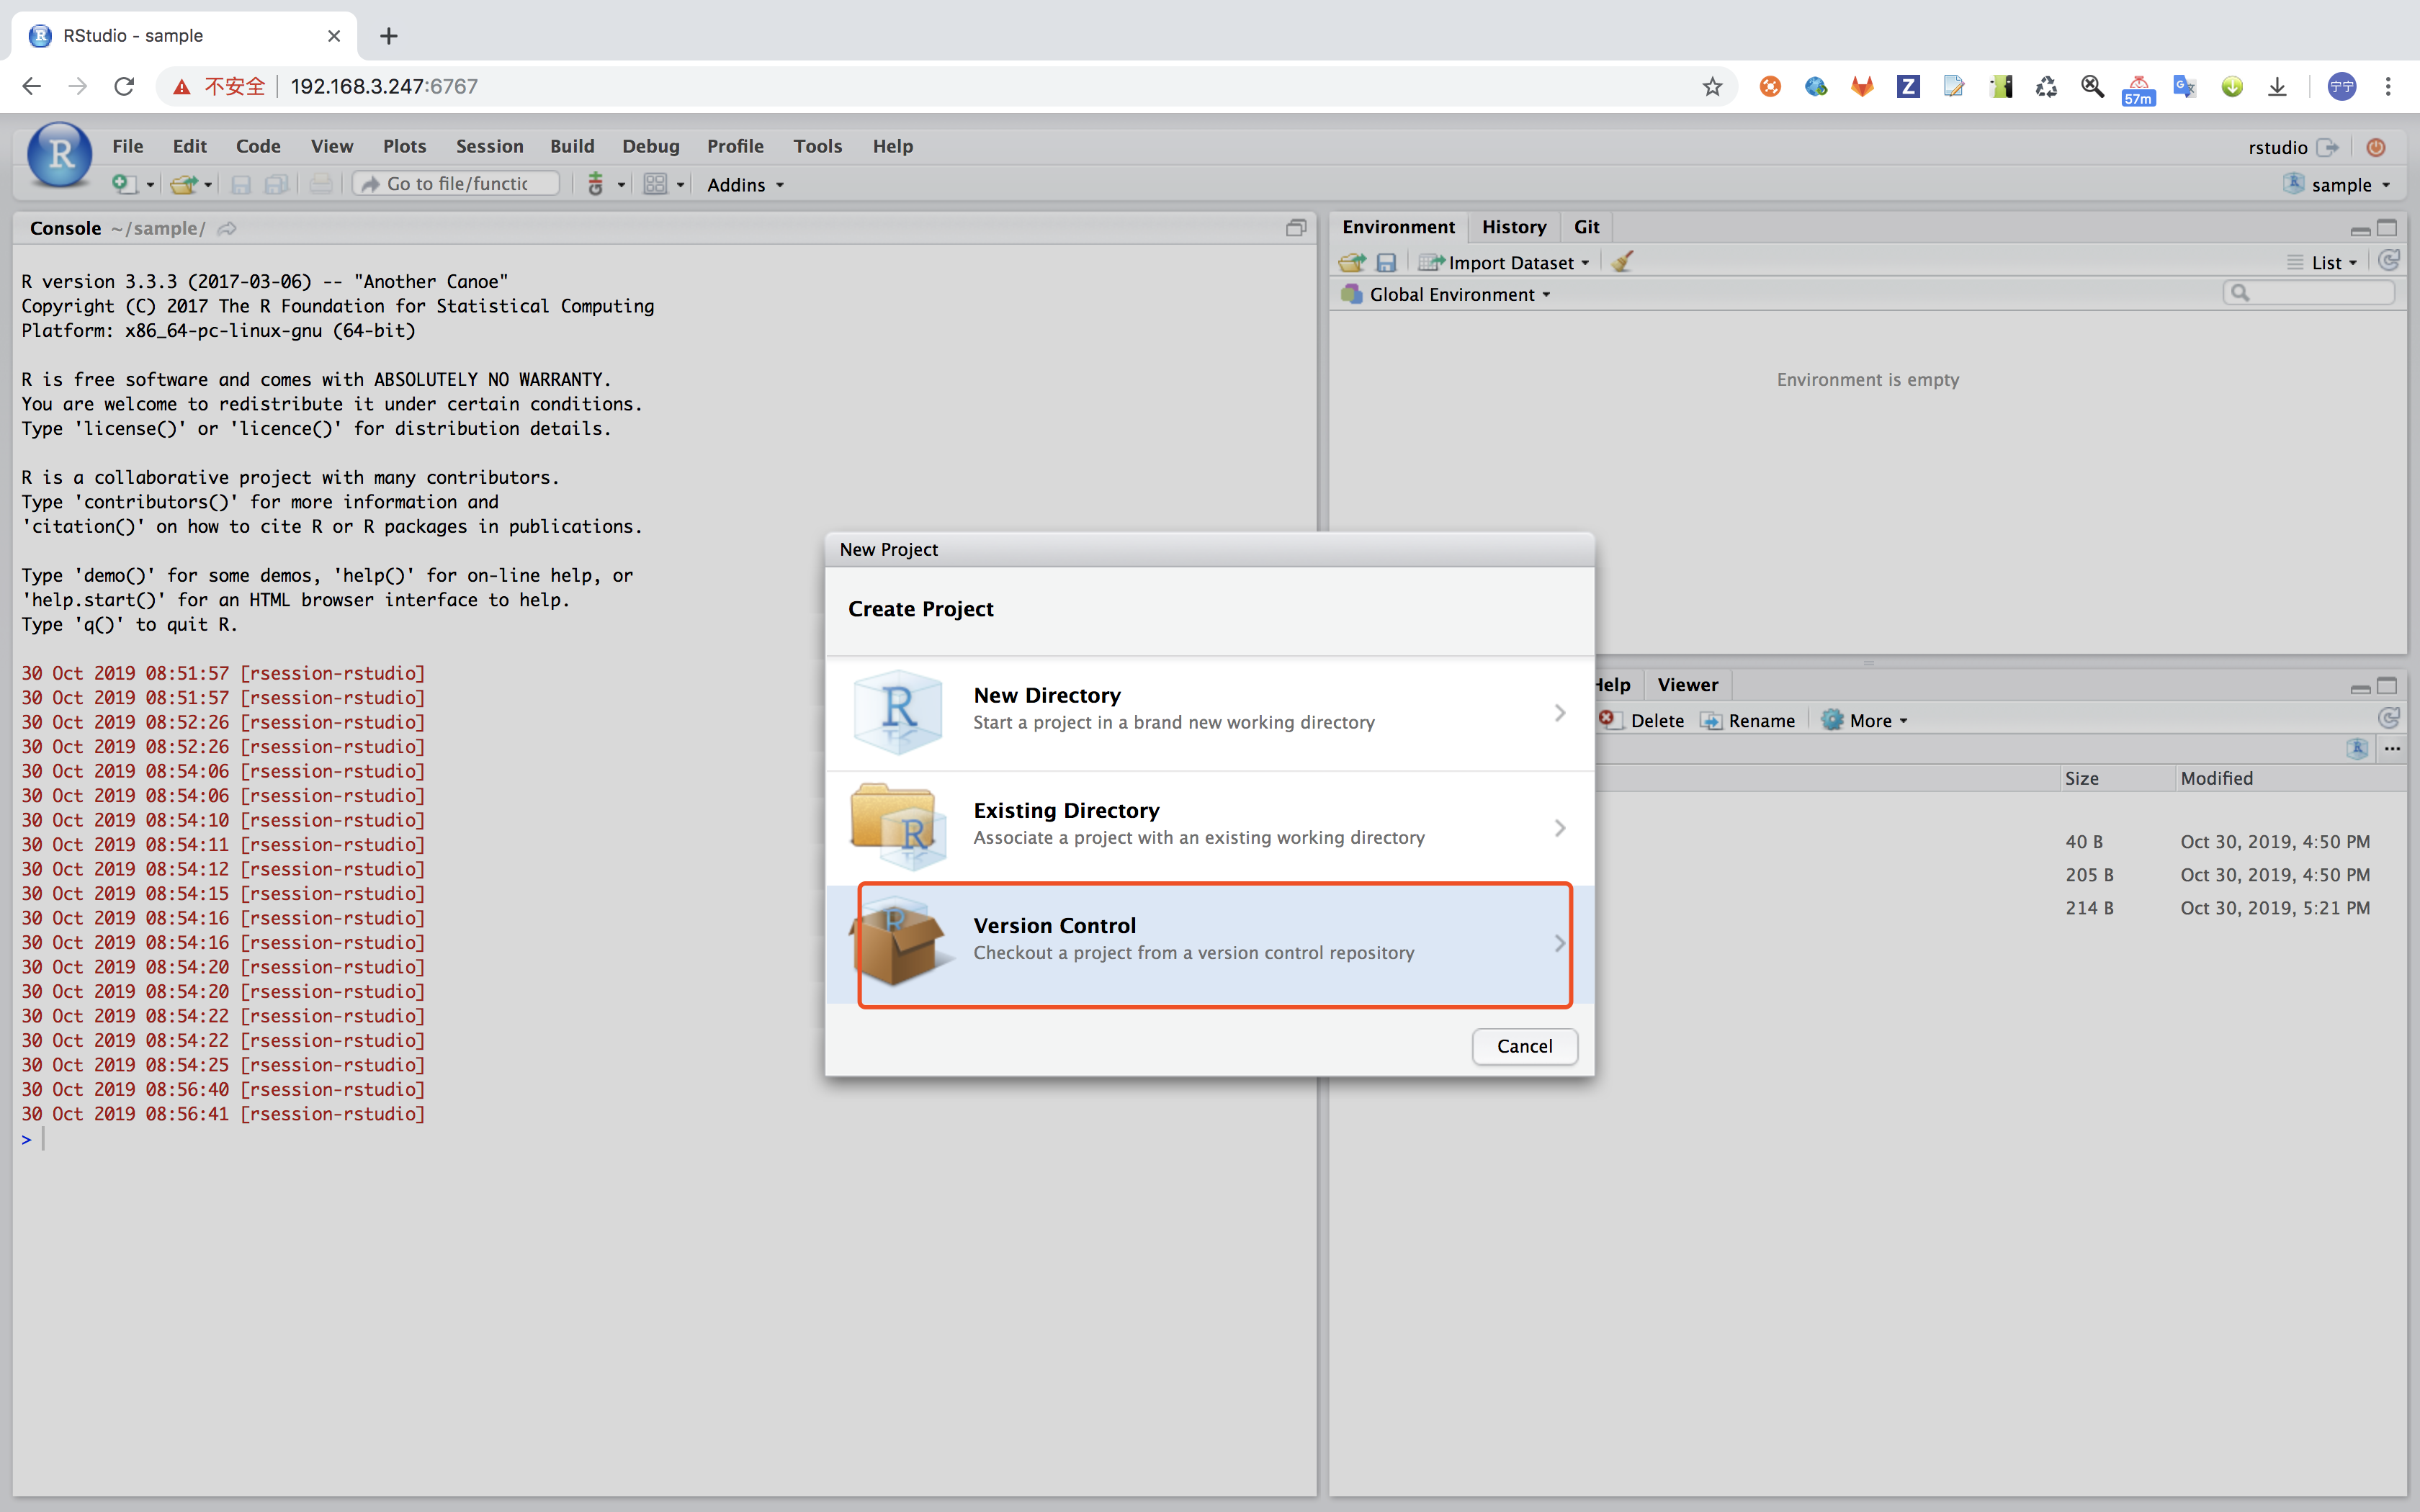 RStudio - sample
不安全 192.168.3.247:6767
57m
宁宁
File Edit Code View Plots Session Build Debug Profile Tools Help
rstudio
Go to file/functic
Addins
sample
Console ~/sample/
R version 3.3.3 (2017-03-06) -- "Another Canoe"
Copyright (C) 2017 The R Foundation for Statistical Computing
Platform: x86_64-pc-linux-gnu (64-bit)
R is free software and comes with ABSOLUTELY NO WARRANTY.
You are welcome to redistribute it under certain conditions.
Type 'license()' or 'licence()' for distribution details.
R is a collaborative project with many contributors.
Type 'contributors()' for more information and
'citation()' on how to cite R or R packages in publications.
Type 'demo()' for some demos, 'help()' for on-line help, or
'help.start()' for an HTML browser interface to help.
Type 'q()' to quit R.
30 Oct 2019 08:51:57 [rsession-rstudio]
30 Oct 2019 08:51:57 [rsession-rstudio]
30 Oct 2019 08:52:26 [rsession-rstudio]
30 Oct 2019 08:52:26 [rsession-rstudio]
30 Oct 2019 08:54:06 [rsession-rstudio]
30 Oct 2019 08:54:06 [rsession-rstudio]
30 Oct 2019 08:54:10 [rsession-rstudio]
30 Oct 2019 08:54:11 [rsession-rstudio]
30 Oct 2019 08:54:12 [rsession-rstudio]
30 Oct 2019 08:54:15 [rsession-rstudio]
30 Oct 2019 08:54:16 [rsession-rstudio]
30 Oct 2019 08:54:16 [rsession-rstudio]
30 Oct 2019 08:54:20 [rsession-rstudio]
30 Oct 2019 08:54:20 [rsession-rstudio]
30 Oct 2019 08:54:22 [rsession-rstudio]
30 Oct 2019 08:54:22 [rsession-rstudio]
30 Oct 2019 08:54:25 [rsession-rstudio]
30 Oct 2019 08:56:40 [rsession-rstudio]
30 Oct 2019 08:56:41 [rsession-rstudio]
>
New Project
Create Project
New Directory
Start a project in a brand new working directory
Existing Directory
Associate a project with an existing working directory
Version Control
Checkout a project from a version control repository
Cancel
Environment History Git
Import Dataset
List
Global Environment
Environment is empty
Help Viewer
Delete Rename More
Size Modified
40 B Oct 30, 2019, 4:50 PM
205 B Oct 30, 2019, 4:50 PM
214 B Oct 30, 2019, 5:21 PM